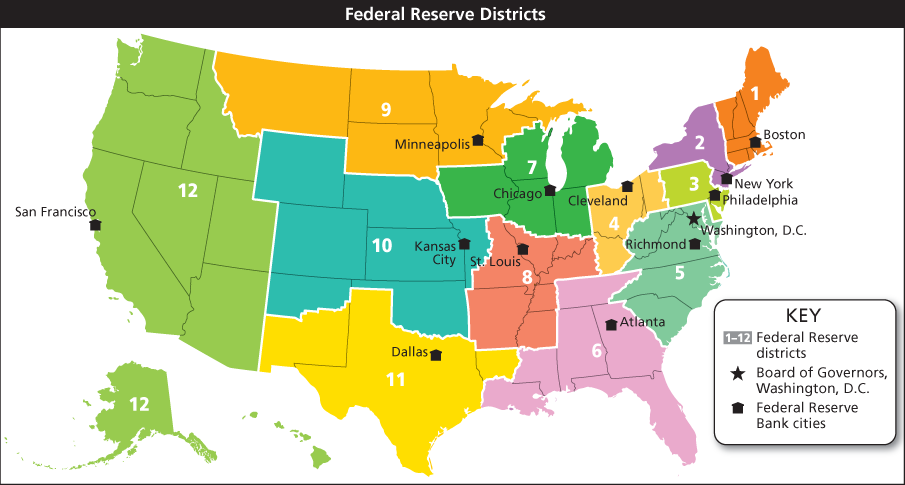 Federal Reserve Districts
1
Boston
9
2
Minneapolis
7
3
New York
12
Chicago
Cleveland
Philadelphia
San Francisco
4
Washington, D.C.
10
Kansas
City
Richmond
St. Louis
8
5
KEY
1–12 Federal Reserve
districts
Board of Governors,
Washington, D.C.
Federal Reserve
Bank cities
Atlanta
6
Dallas
11
12